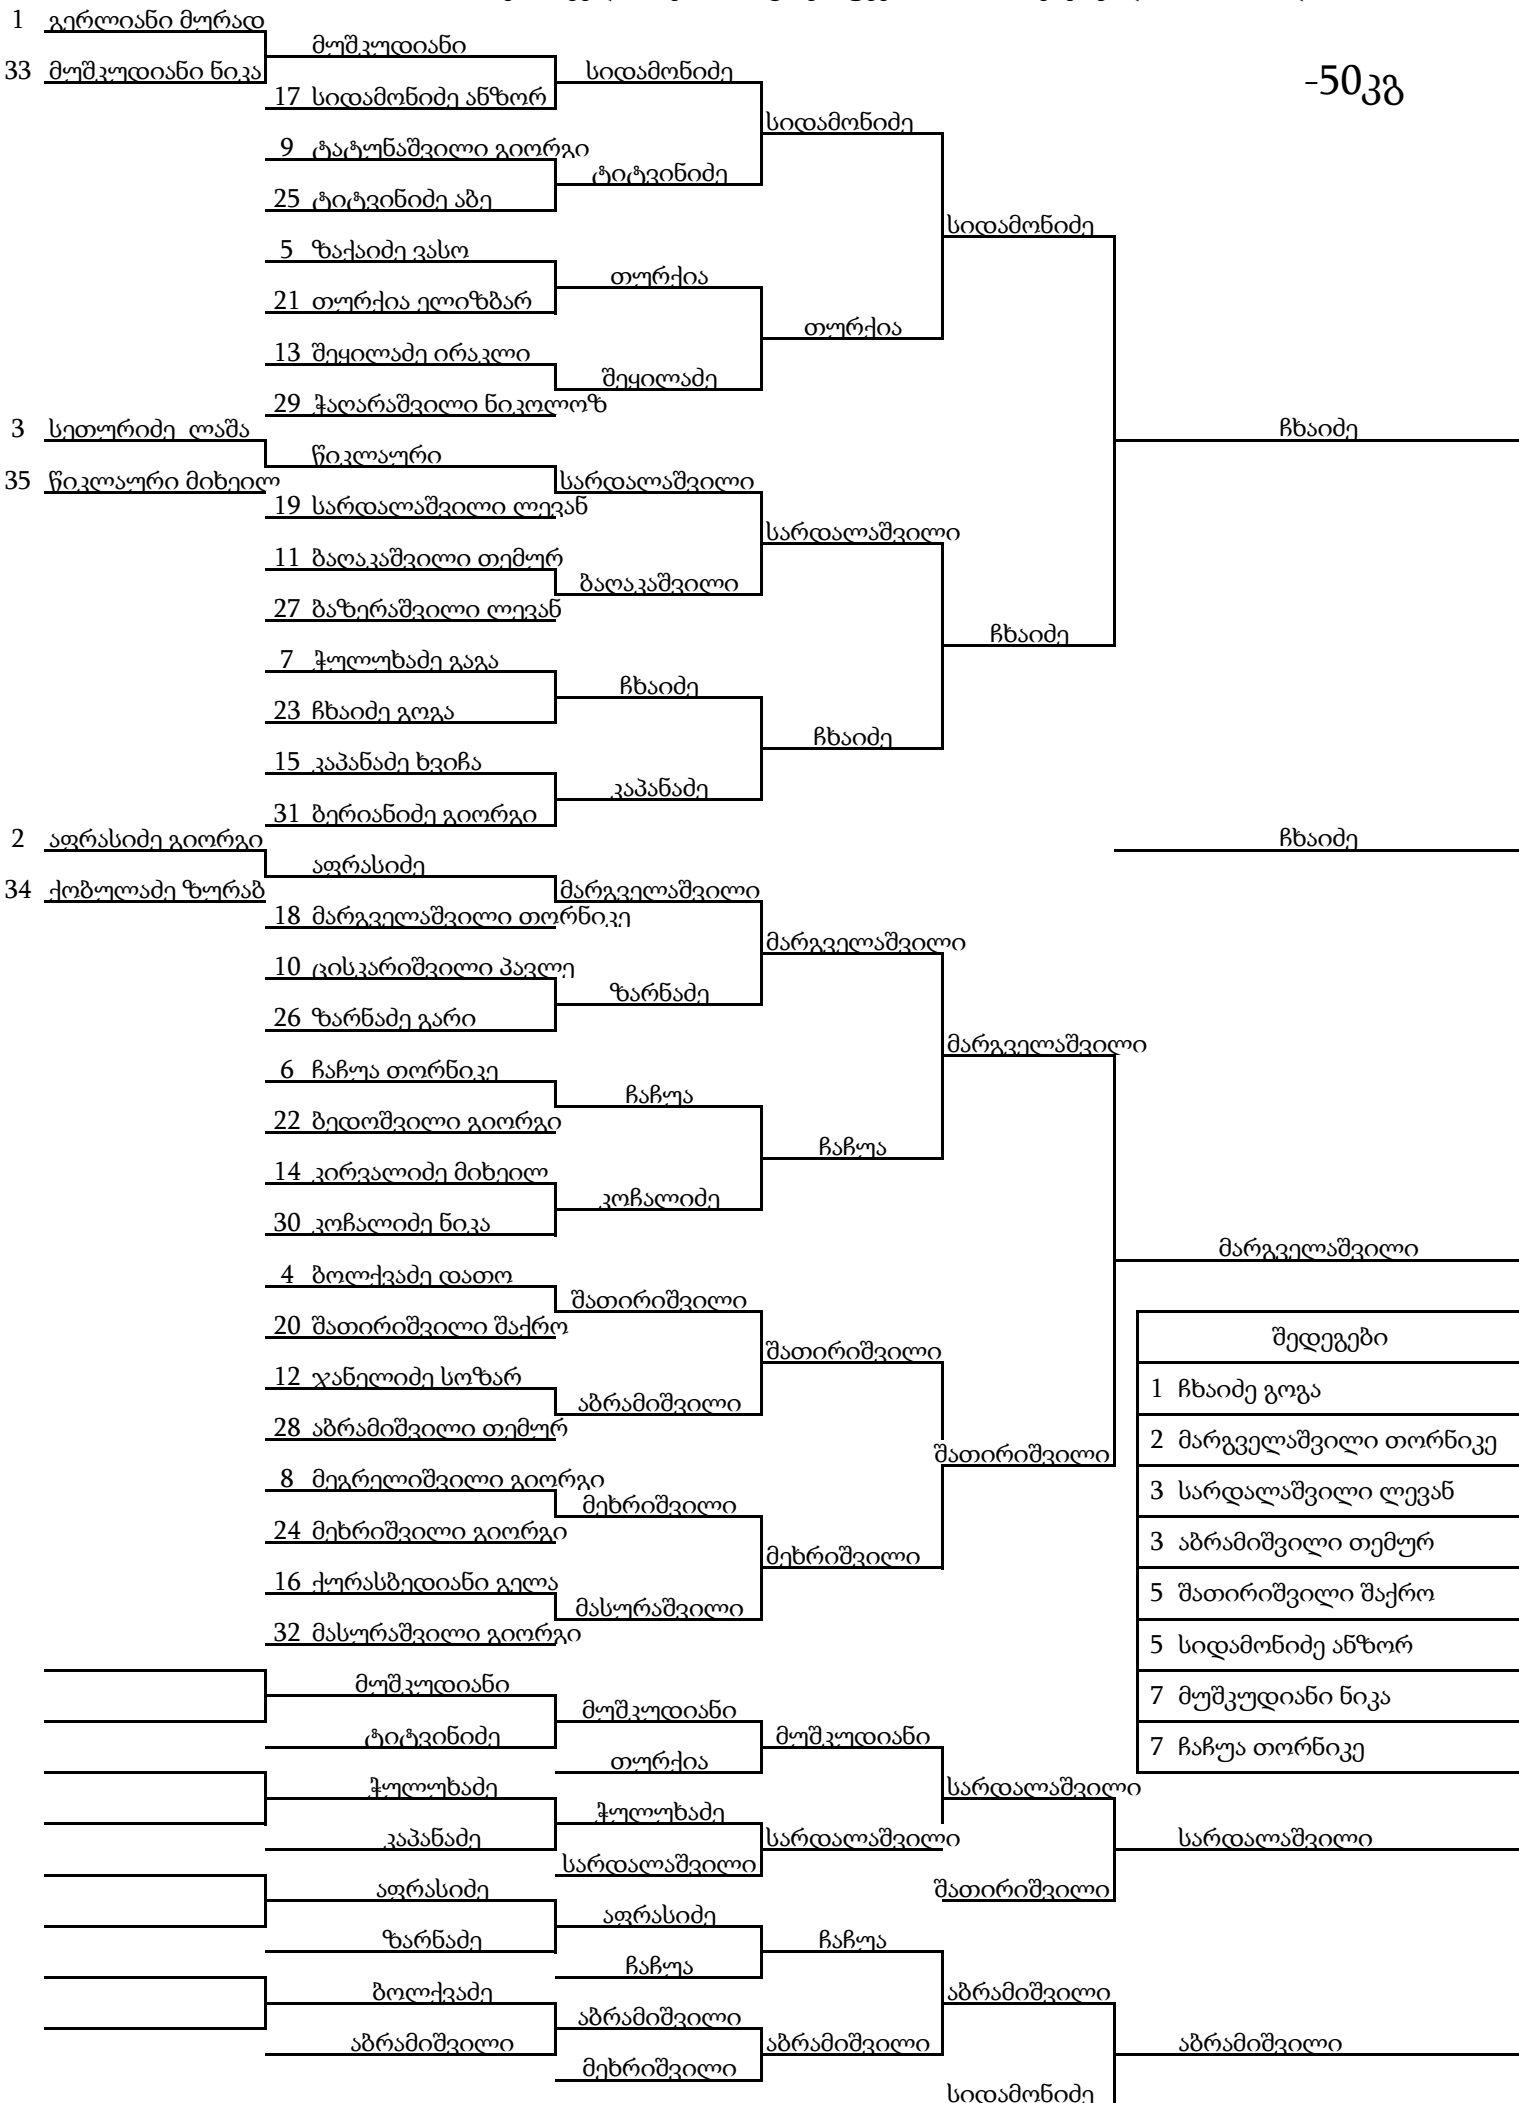 1 გერლიანი მურად
მუშკუდიანი
33 მუშკუდიანი ნიკა
სიდამონიძე
-50კგ
17 სიდამონიძე ანზორ
სიდამონიძე
9 ტატუნაშვილი გიორგი
ტიტვინიძე
25 ტიტვინიძე აბე
სიდამონიძე
5 ზაქაიძე ვასო
თურქია
21 თურქია ელიზბარ
თურქია
13 შეყილაძე ირაკლი
შეყილაძე
29 ჭაღარაშვილი ნიკოლოზ
3 სეთურიძე ლაშა
ჩხაიძე
წიკლაური
35 წიკლაური მიხეილ
სარდალაშვილი
19 სარდალაშვილი ლევან
სარდალაშვილი
11 ბაღაკაშვილი თემურ
ბაღაკაშვილი
27 ბაზერაშვილი ლევან
ჩხაიძე
7 ჭულუხაძე გაგა
ჩხაიძე
23 ჩხაიძე გოგა
ჩხაიძე
15 კაპანაძე ხვიჩა
კაპანაძე
31 ბერიანიძე გიორგი
2 აფრასიძე გიორგი
ჩხაიძე
აფრასიძე
34 ქობულაძე ზურაბ
მარგველაშვილი
18 მარგველაშვილი თორნიკე
მარგველაშვილი
10 ცისკარიშვილი პავლე
ზარნაძე
26 ზარნაძე გარი
მარგველაშვილი
6 ჩაჩუა თორნიკე
ჩაჩუა
22 ბედოშვილი გიორგი
ჩაჩუა
14 კირვალიძე მიხეილ
კოჩალიძე
30 კოჩალიძე ნიკა
მარგველაშვილი
4 ბოლქვაძე დათო
შათირიშვილი
20 შათირიშვილი შაქრო
შედეგები
შათირიშვილი
12 ჯანელიძე სოზარ
1 ჩხაიძე გოგა
აბრამიშვილი
28 აბრამიშვილი თემურ
2 მარგველაშვილი თორნიკე
შათირიშვილი
8 მეგრელიშვილი გიორგი
3 სარდალაშვილი ლევან
მეხრიშვილი
24 მეხრიშვილი გიორგი
3 აბრამიშვილი თემურ
მეხრიშვილი
16 ქურასბედიანი გელა
5 შათირიშვილი შაქრო
მასურაშვილი
32 მასურაშვილი გიორგი
5 სიდამონიძე ანზორ
მუშკუდიანი
7 მუშკუდიანი ნიკა
მუშკუდიანი
ტიტვინიძე
მუშკუდიანი
7 ჩაჩუა თორნიკე
თურქია
ჭულუხაძე
სარდალაშვილი
ჭულუხაძე
კაპანაძე
სარდალაშვილი
სარდალაშვილი
სარდალაშვილი
აფრასიძე
შათირიშვილი
აფრასიძე
ზარნაძე
ჩაჩუა
ჩაჩუა
ბოლქვაძე
აბრამიშვილი
აბრამიშვილი
აბრამიშვილი
აბრამიშვილი
აბრამიშვილი
მეხრიშვილი
სიდამონიძე